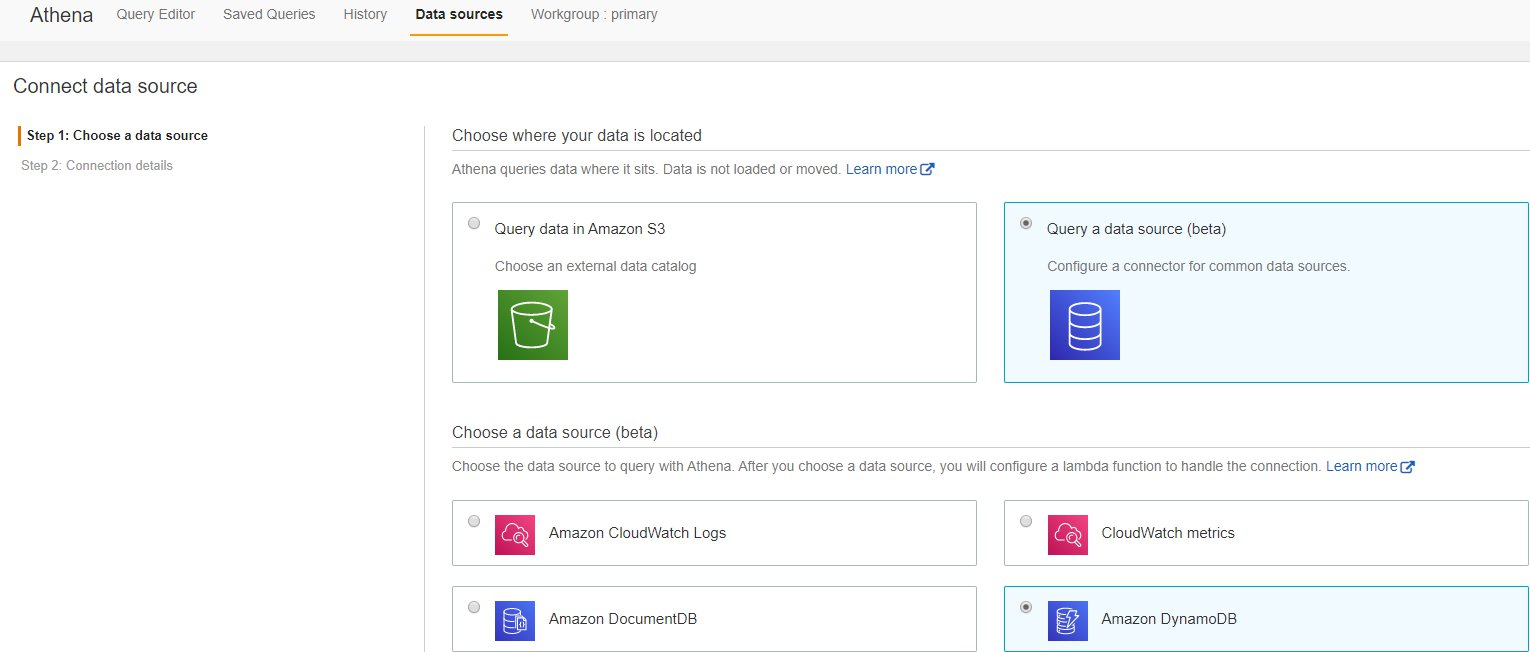 Athena Query Editor Saved Queries History Data sources Workgroup : primary
Connect data source
Step 1: Choose a data source
Step 2: Connection details
Choose where your data is located
Athena queries data where it sits. Data is not loaded or moved. Learn more
Query data in Amazon S3
Choose an external data catalog
Query a data source (beta)
Configure a connector for common data sources.
Choose a data source (beta)
Choose the data source to query with Athena. After you choose a data source, you will configure a lambda function to handle the connection. Learn more
Amazon CloudWatch Logs
CloudWatch metrics
Amazon DocumentDB
Amazon DynamoDB